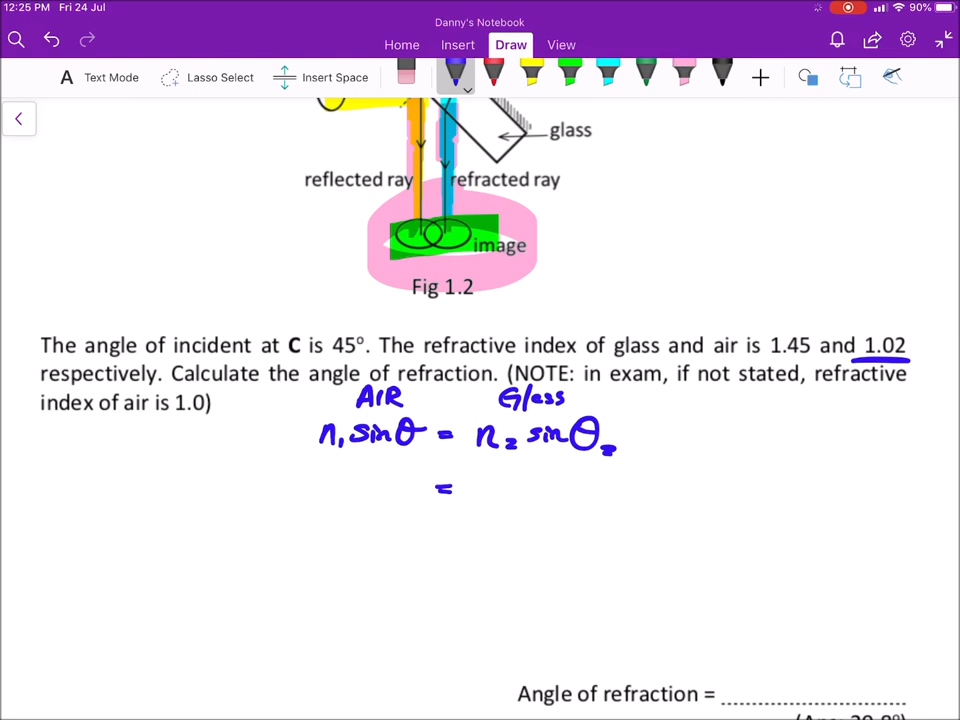 12:25 PM Fri 24 Jul
90%
Danny's Notebook
Home Insert Draw View
A Text Mode Lasso Select Insert Space
glass
reflected ray refracted ray
image
Fig 1.2
The angle of incident at C is 45°. The refractive index of glass and air is 1.45 and 1.02
respectively. Calculate the angle of refraction. (NOTE: in exam, if not stated, refractive
index of air is 1.0)
AIR Glass
n₁ sinθ = n₂ sinθ₂
=
Angle of refraction = ..............................
(Ans: 29.8°)